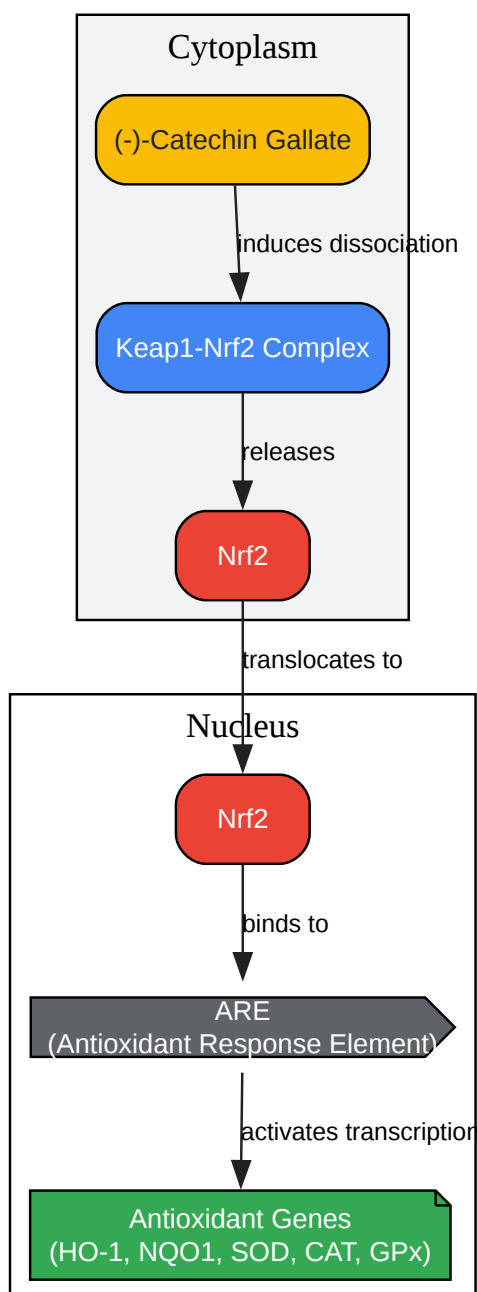 Cytoplasm
(-)-Catechin Gallate
induces dissociation
Keap1-Nrf2 Complex
releases
Nrf2
translocates to
Nucleus
Nrf2
binds to
ARE
(Antioxidant Response Element)
activates transcription
Antioxidant Genes
(HO-1, NQO1, SOD, CAT, GPx)